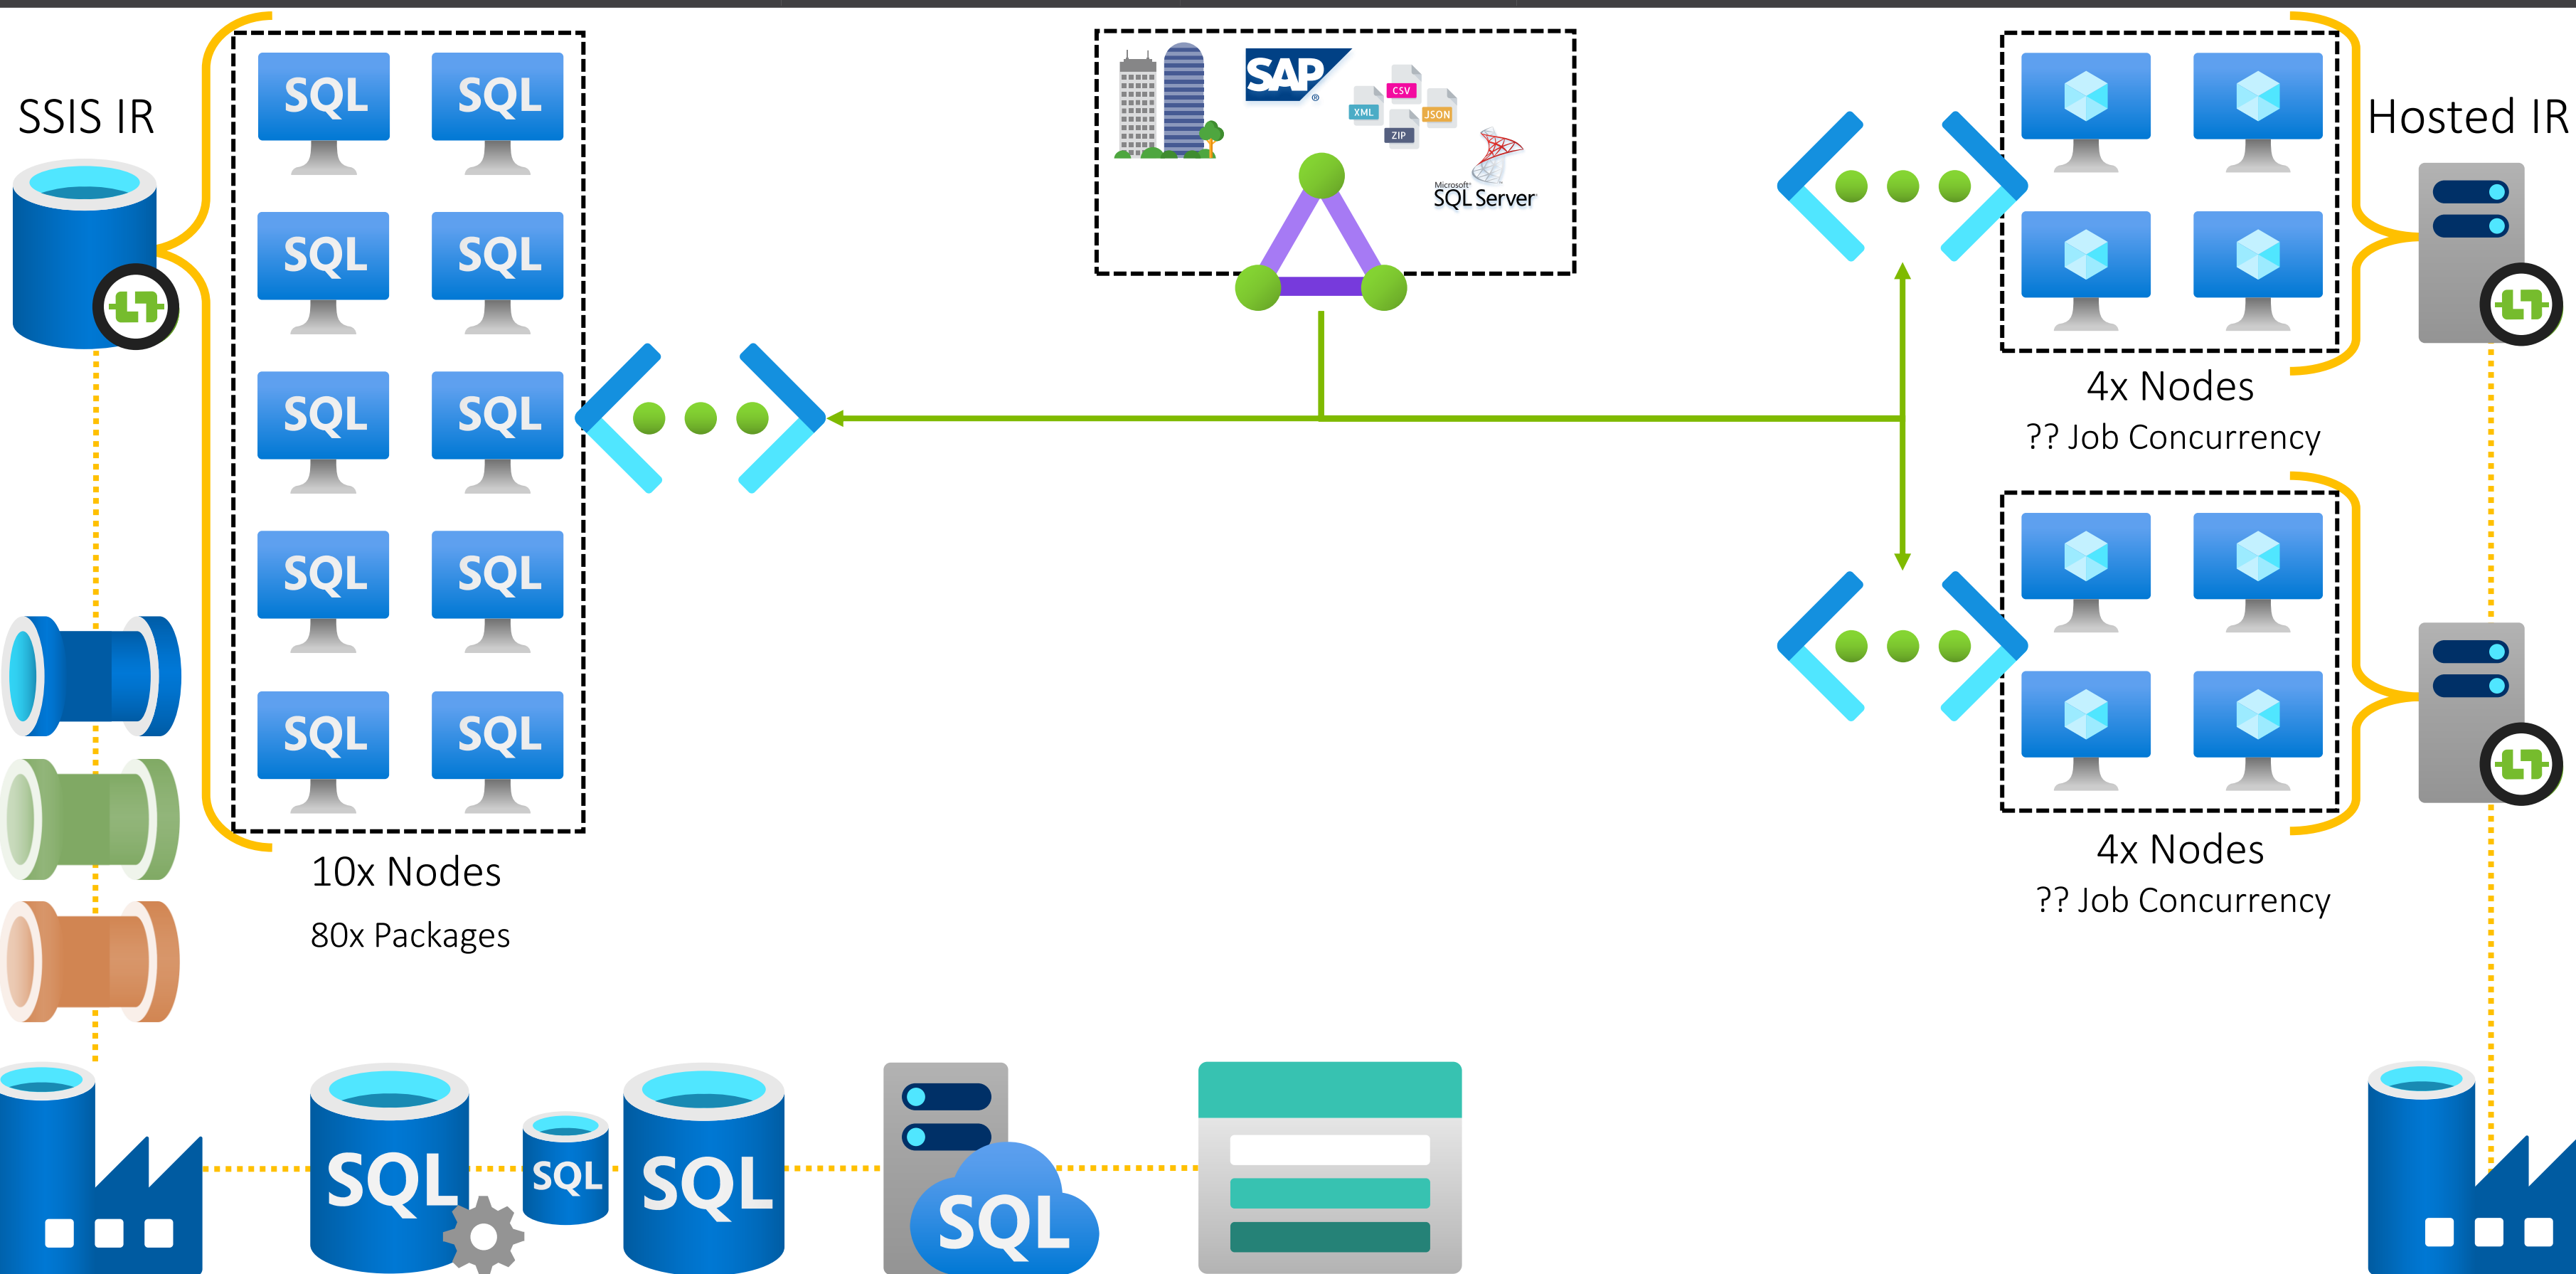 SSIS IR
SQL SQL
SQL SQL
SQL SQL
SQL SQL
SQL SQL
10x Nodes
80x Packages
SAP®
CSV
XML
JSON
ZIP
Microsoft®
SQL Server
Hosted IR
4x Nodes
?? Job Concurrency
4x Nodes
?? Job Concurrency
SQL
SQL
SQL
SQL